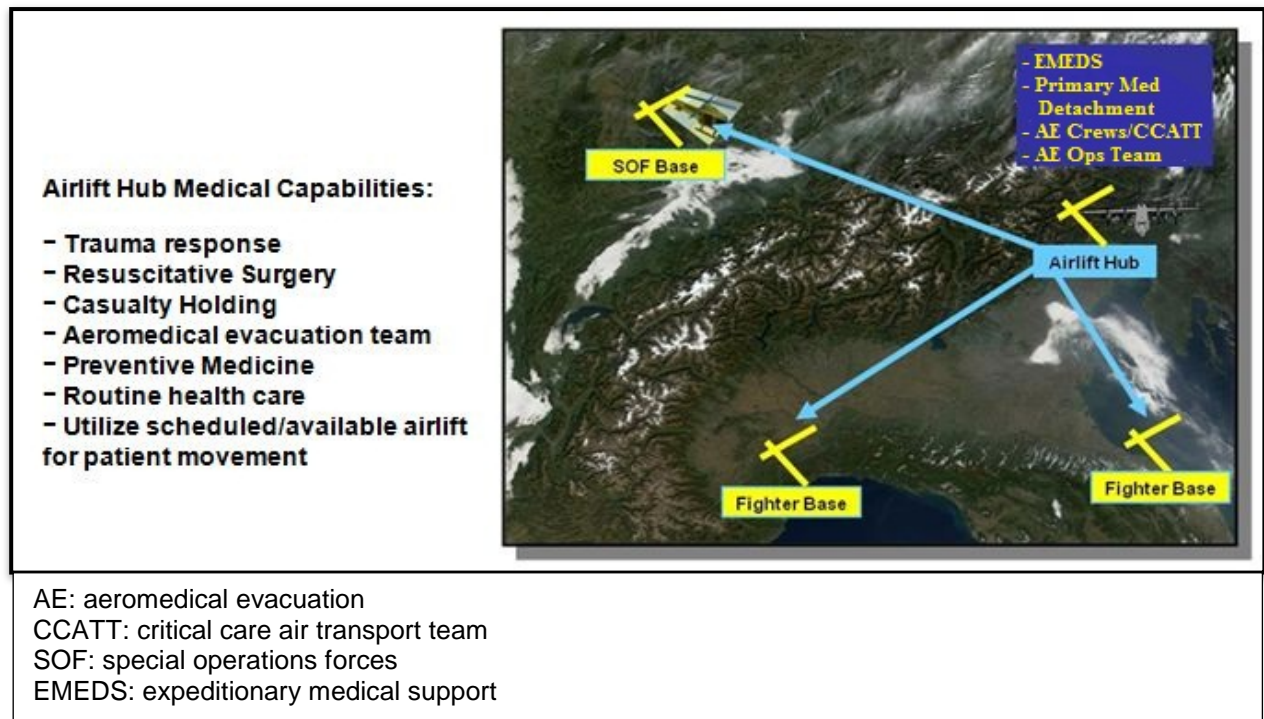 Airlift Hub Medical Capabilities:
- Trauma response
- Resuscitative Surgery
- Casualty Holding
- Aeromedical evacuation team
- Preventive Medicine
- Routine health care
- Utilize scheduled/available airlift
for patient movement
- EMEDS
- Primary Med
Detachment
- AE Crews/CCATT
- AE Ops Team
SOF Base
Airlift Hub
Fighter Base
Fighter Base
AE: aeromedical evacuation
CCATT: critical care air transport team
SOF: special operations forces
EMEDS: expeditionary medical support